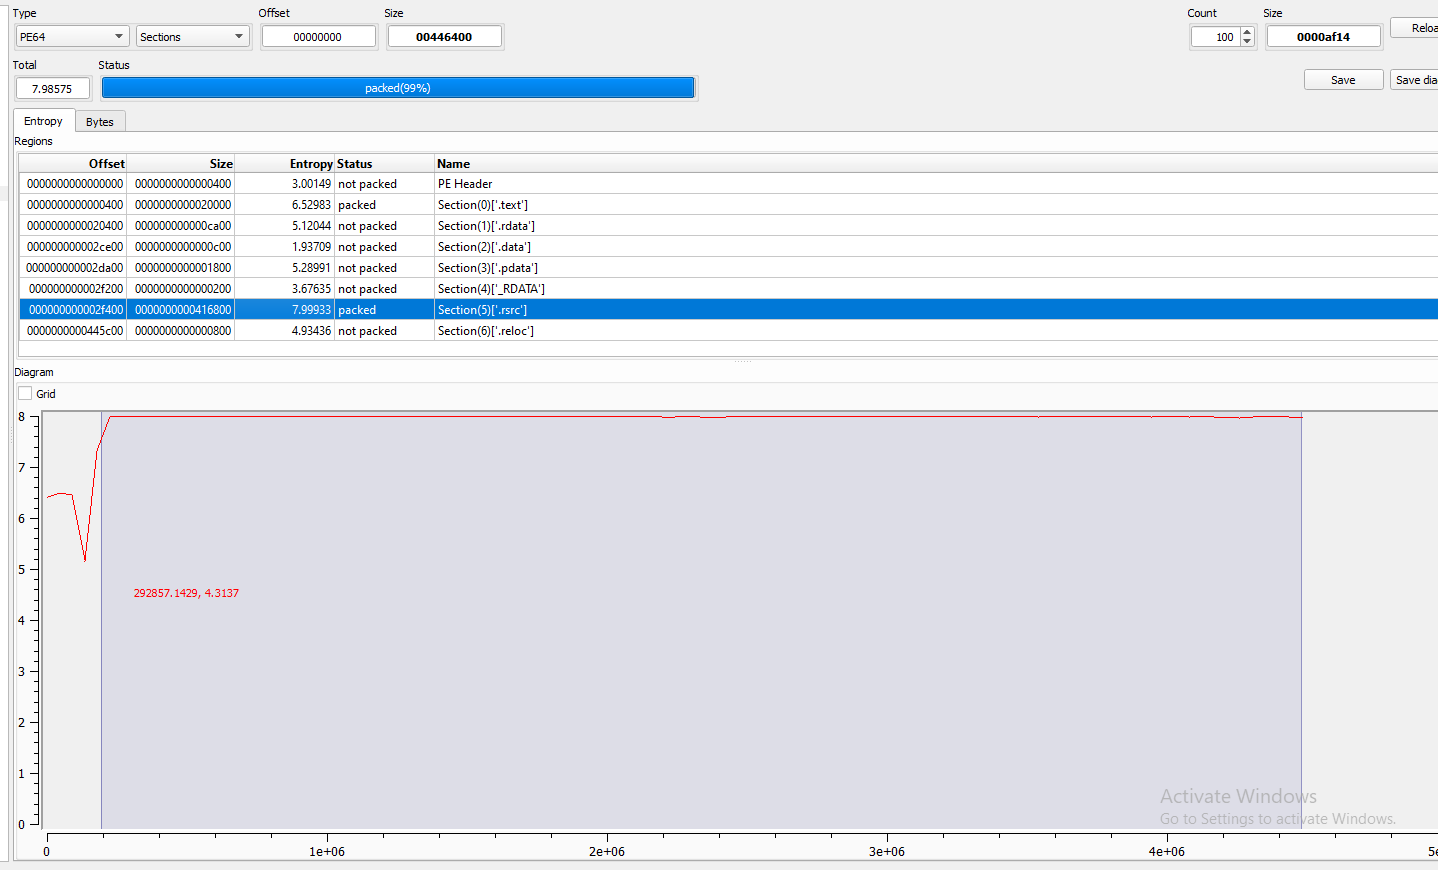 Type Offset Size Count Size
PE64 Sections 00000000 00446400 100 0000af14 Reloa
Total Status
7.98575 packed(99%) Save Save dia
Entropy Bytes
Regions
Offset Size Entropy Status Name
0000000000000000 0000000000000400 3.00149 not packed PE Header
0000000000000400 0000000000020000 6.52983 packed Section(0)['.text']
0000000000020400 000000000000ca00 5.12044 not packed Section(1)['.rdata']
000000000002ce00 0000000000000c00 1.93709 not packed Section(2)['.data']
000000000002da00 0000000000001800 5.28991 not packed Section(3)['.pdata']
000000000002f200 0000000000000200 3.67635 not packed Section(4)['_RDATA']
000000000002f400 0000000000416800 7.99933 packed Section(5)['.rsrc']
0000000000445c00 0000000000000800 4.93436 not packed Section(6)['.reloc']
Diagram
Grid
8
7
6
5
292857.1429, 4.3137
4
3
2
1
Activate Windows
Go to Settings to activate Windows.
0
0 1e+06 2e+06 3e+06 4e+06 5e